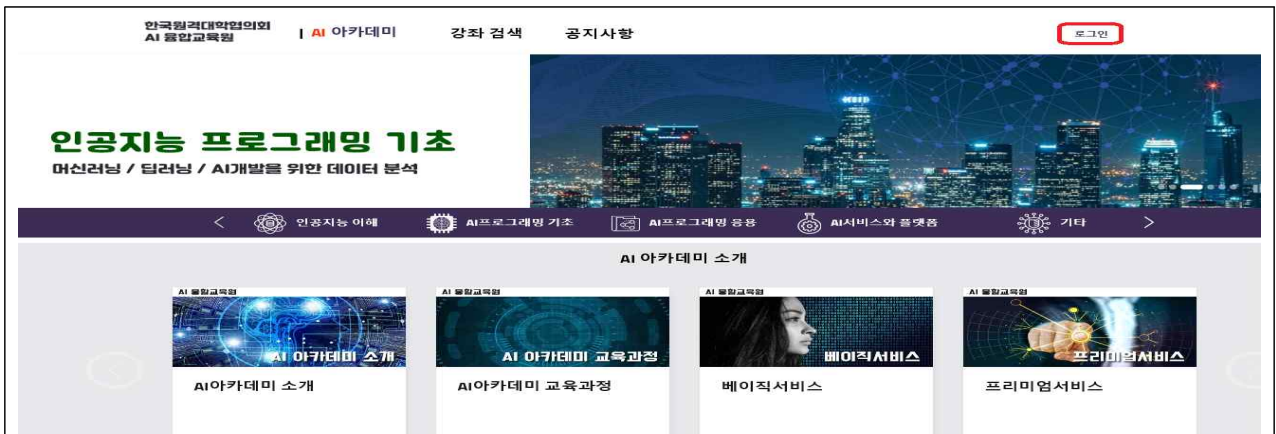 한국원격대학협의회
AI 융합교육원
| AI 아카데미
강좌 검색
공지사항
로그인
인공지능 프로그래밍 기초
머신러닝 / 딥러닝 / AI개발을 위한 데이터 분석
< 인공지능 이해
AI프로그래밍 기초
AI프로그래밍 응용
AI서비스와 플랫폼
기타 >
AI 아카데미 소개
AI 융합교육원
AI 아카데미 소개
AI아카데미 소개
AI 융합교육원
AI 아카데미 교육과정
AI아카데미 교육과정
AI 융합교육원
베이직서비스
베이직서비스
AI 융합교육원
프리미엄서비스
프리미엄서비스